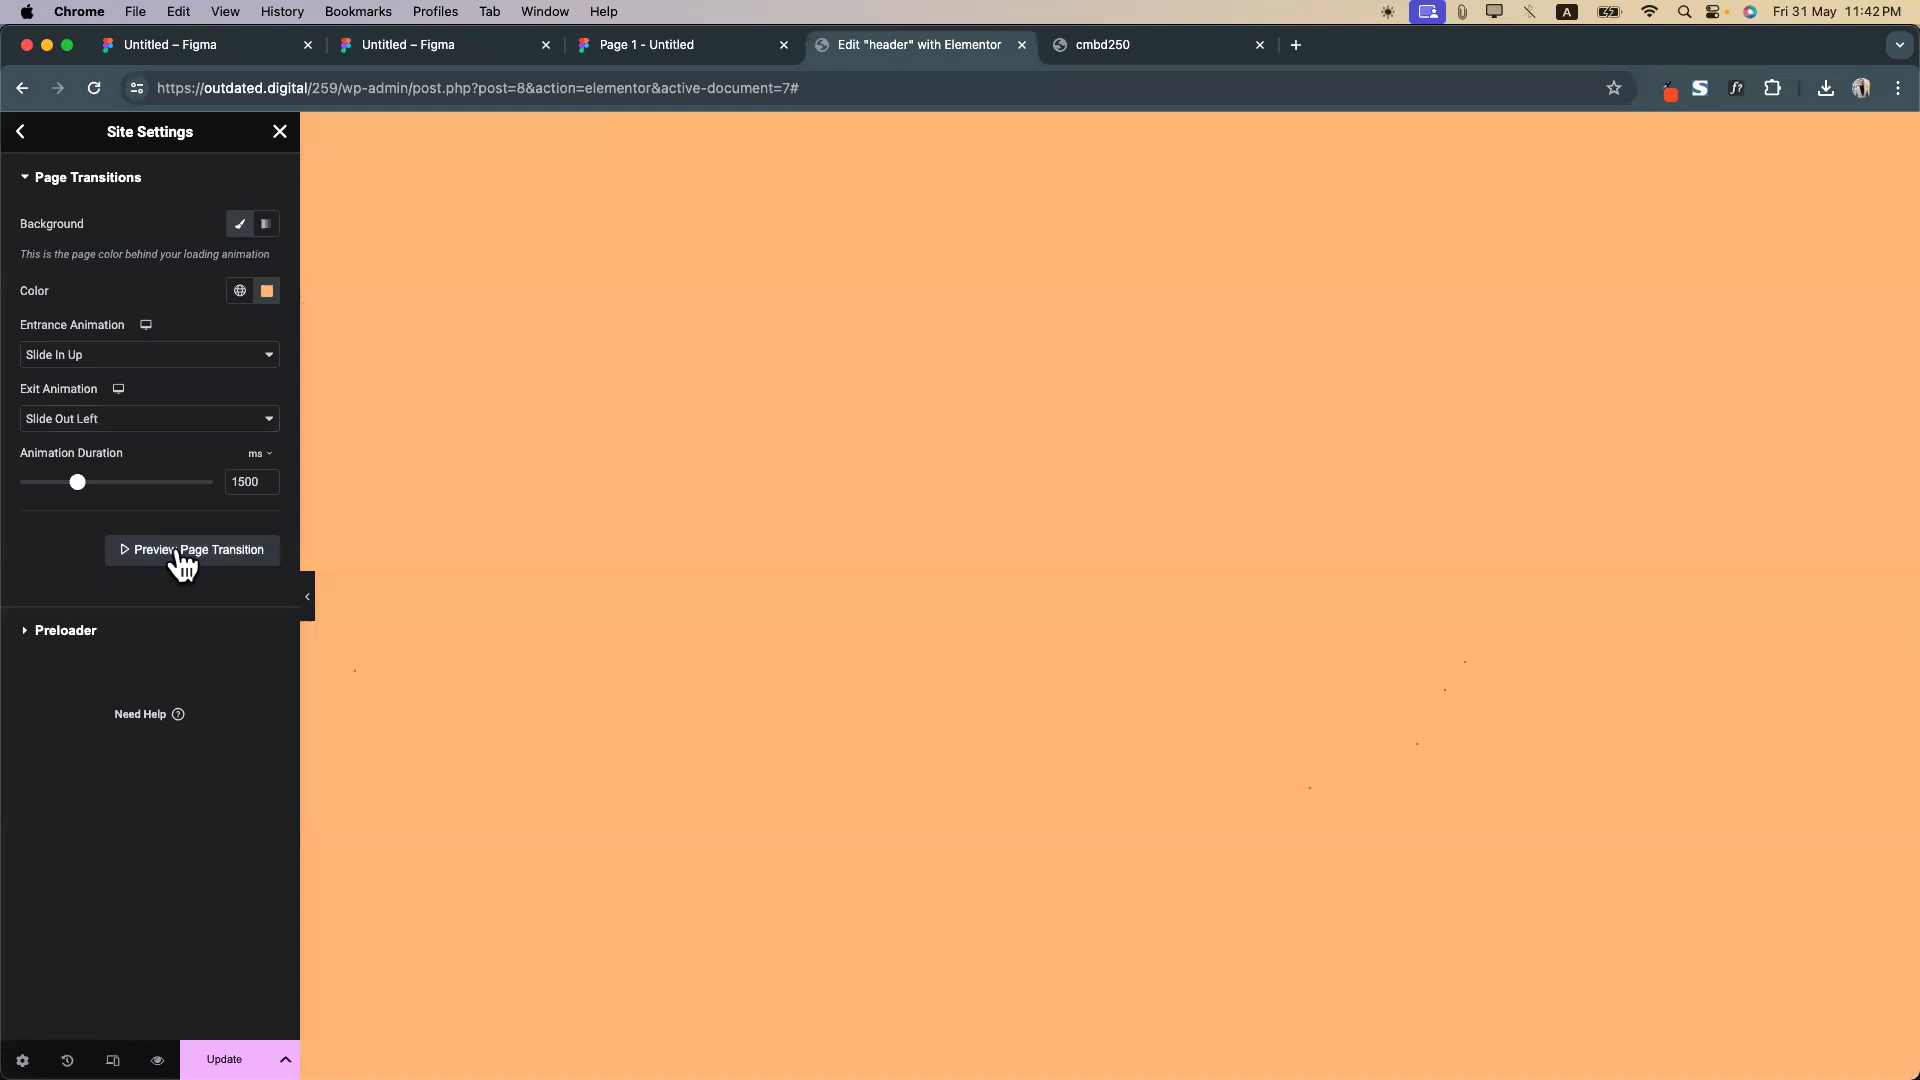 Chrome File Edit View History Bookmarks Profiles Tab Window Help A Fri 31 May 11:42 PM
Untitled – Figma Untitled – Figma Page 1 - Untitled Edit "header" with Elementor cmbd250
https://outdated.digital/259/wp-admin/post.php?post=8&action=elementor&active-document=7# S f?
Site Settings
Page Transitions
Background
This is the page color behind your loading animation
Color
Entrance Animation
Slide In Up
Exit Animation
Slide Out Left
Animation Duration ms
1500
Preview Page Transition
Preloader
Need Help ?
Update